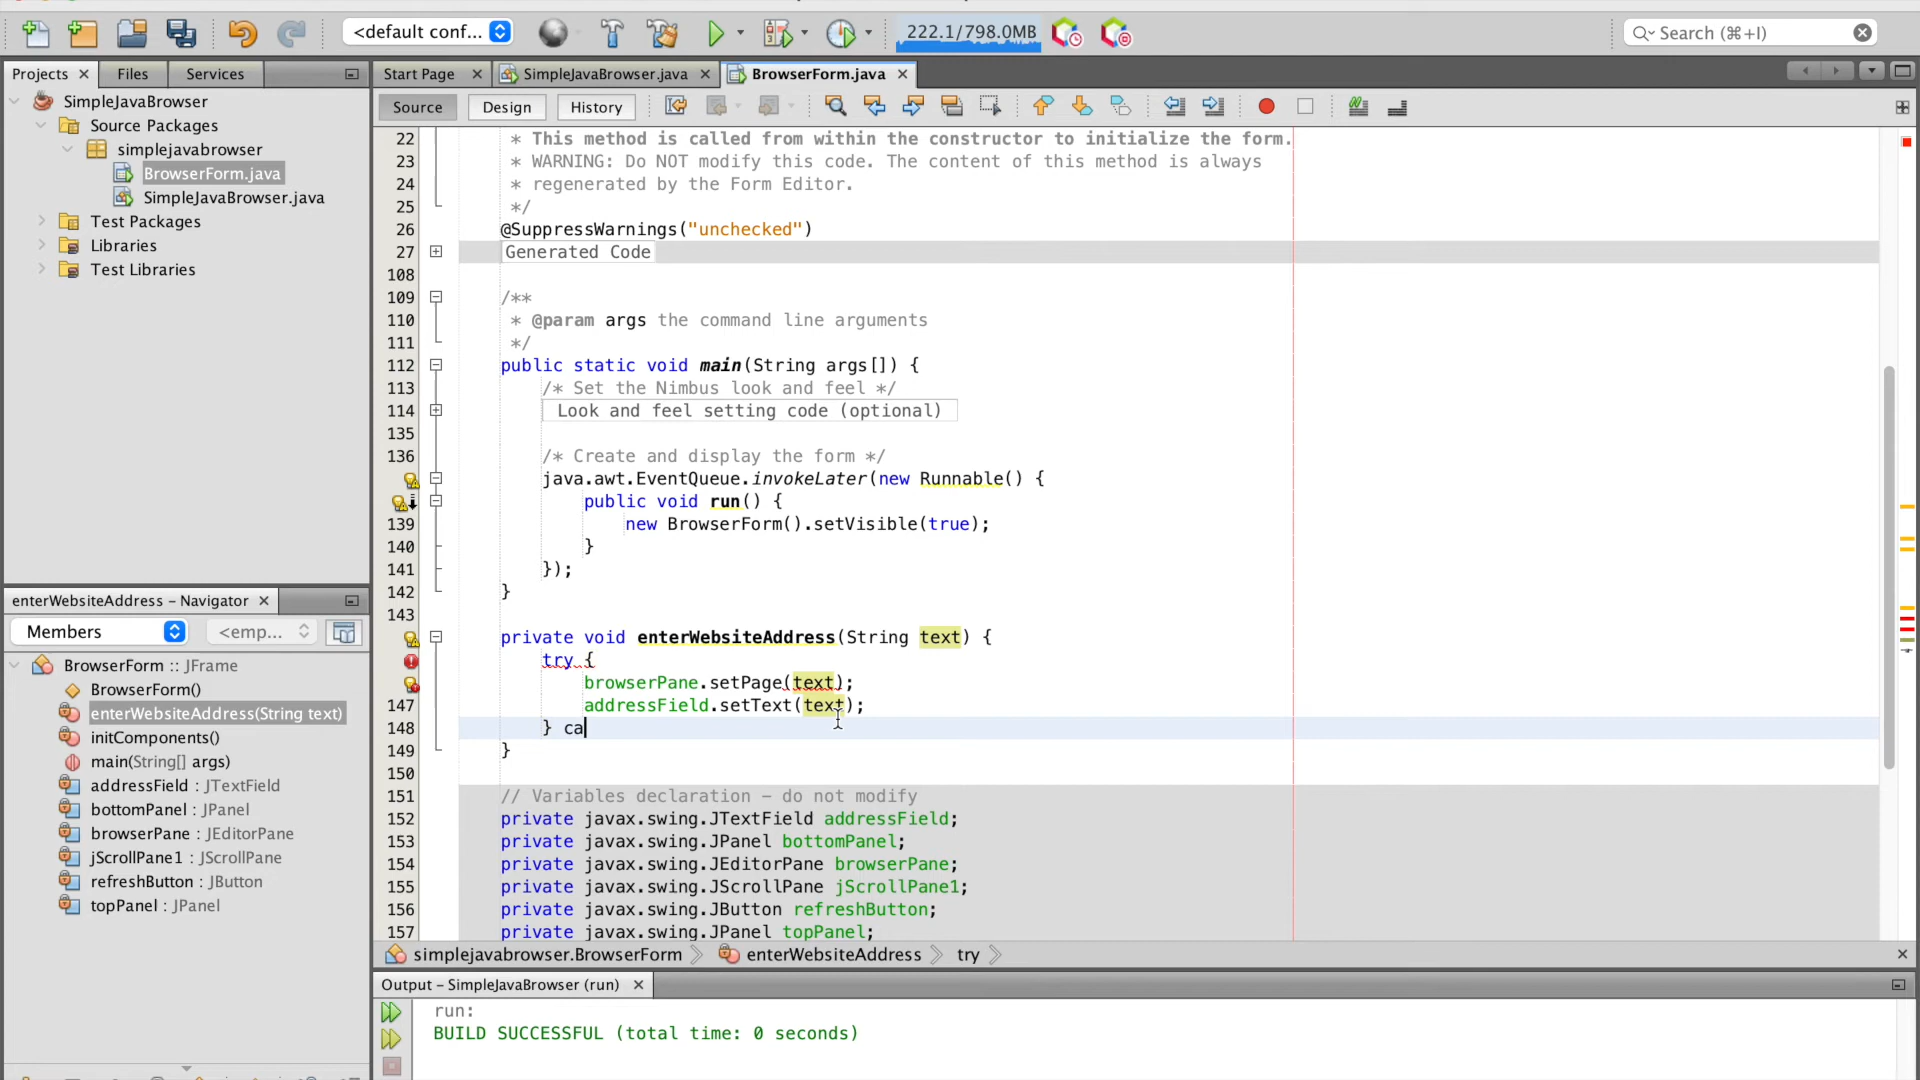 <default conf...
222.1/798.0MB
Search (⌘+I)
Projects
Files
Services
Start Page
SimpleJavaBrowser.java
BrowserForm.java
SimpleJavaBrowser
Source Packages
simplejavabrowser
BrowserForm.java
SimpleJavaBrowser.java
Test Packages
Libraries
Test Libraries
Source
Design
History
22 * This method is called from within the constructor to initialize the form.
23 * WARNING: Do NOT modify this code. The content of this method is always
24 * regenerated by the Form Editor.
25 */
26 @SuppressWarnings("unchecked")
27 Generated Code
108
109 /**
110 * @param args the command line arguments
111 */
112 public static void main(String args[]) {
113 /* Set the Nimbus look and feel */
114 Look and feel setting code (optional)
135
136 /* Create and display the form */
java.awt.EventQueue.invokeLater(new Runnable() {
public void run() {
139 new BrowserForm().setVisible(true);
140 }
141 });
142 }
143
private void enterWebsiteAddress(String text) {
try {
browserPane.setPage(text);
147 addressField.setText(text);
148 } ca
149 }
150
151 // Variables declaration – do not modify
152 private javax.swing.JTextField addressField;
153 private javax.swing.JPanel bottomPanel;
154 private javax.swing.JEditorPane browserPane;
155 private javax.swing.JScrollPane jScrollPane1;
156 private javax.swing.JButton refreshButton;
157 private javax.swing.JPanel topPanel;
enterWebsiteAddress – Navigator
Members
<emp...
BrowserForm :: JFrame
BrowserForm()
enterWebsiteAddress(String text)
initComponents()
main(String[] args)
addressField : JTextField
bottomPanel : JPanel
browserPane : JEditorPane
jScrollPane1 : JScrollPane
refreshButton : JButton
topPanel : JPanel
simplejavabrowser.BrowserForm
enterWebsiteAddress
try
Output – SimpleJavaBrowser (run)
run:
BUILD SUCCESSFUL (total time: 0 seconds)